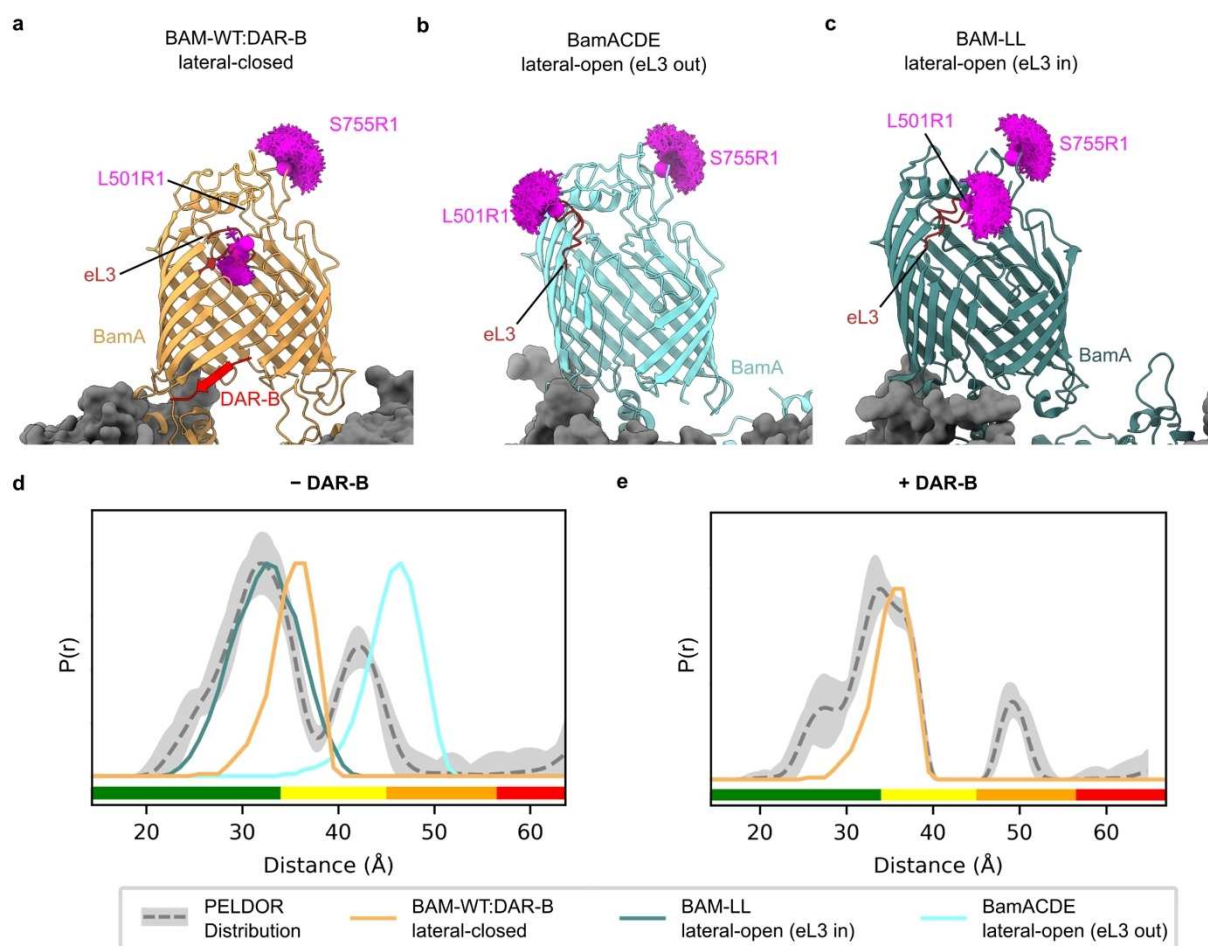 a
BAM-WT:DAR-B
lateral-closed
S755R1
L501R1
eL3
BamA
DAR-B
b
BamACDE
lateral-open (eL3 out)
S755R1
L501R1
eL3
BamA
c
BAM-LL
lateral-open (eL3 in)
L501R1
S755R1
eL3
BamA
d
− DAR-B
P(r)
20 30 40 50 60
Distance (Å)
e
+ DAR-B
P(r)
20 30 40 50 60
Distance (Å)
PELDOR
Distribution
BAM-WT:DAR-B
lateral-closed
BAM-LL
lateral-open (eL3 in)
BamACDE
lateral-open (eL3 out)